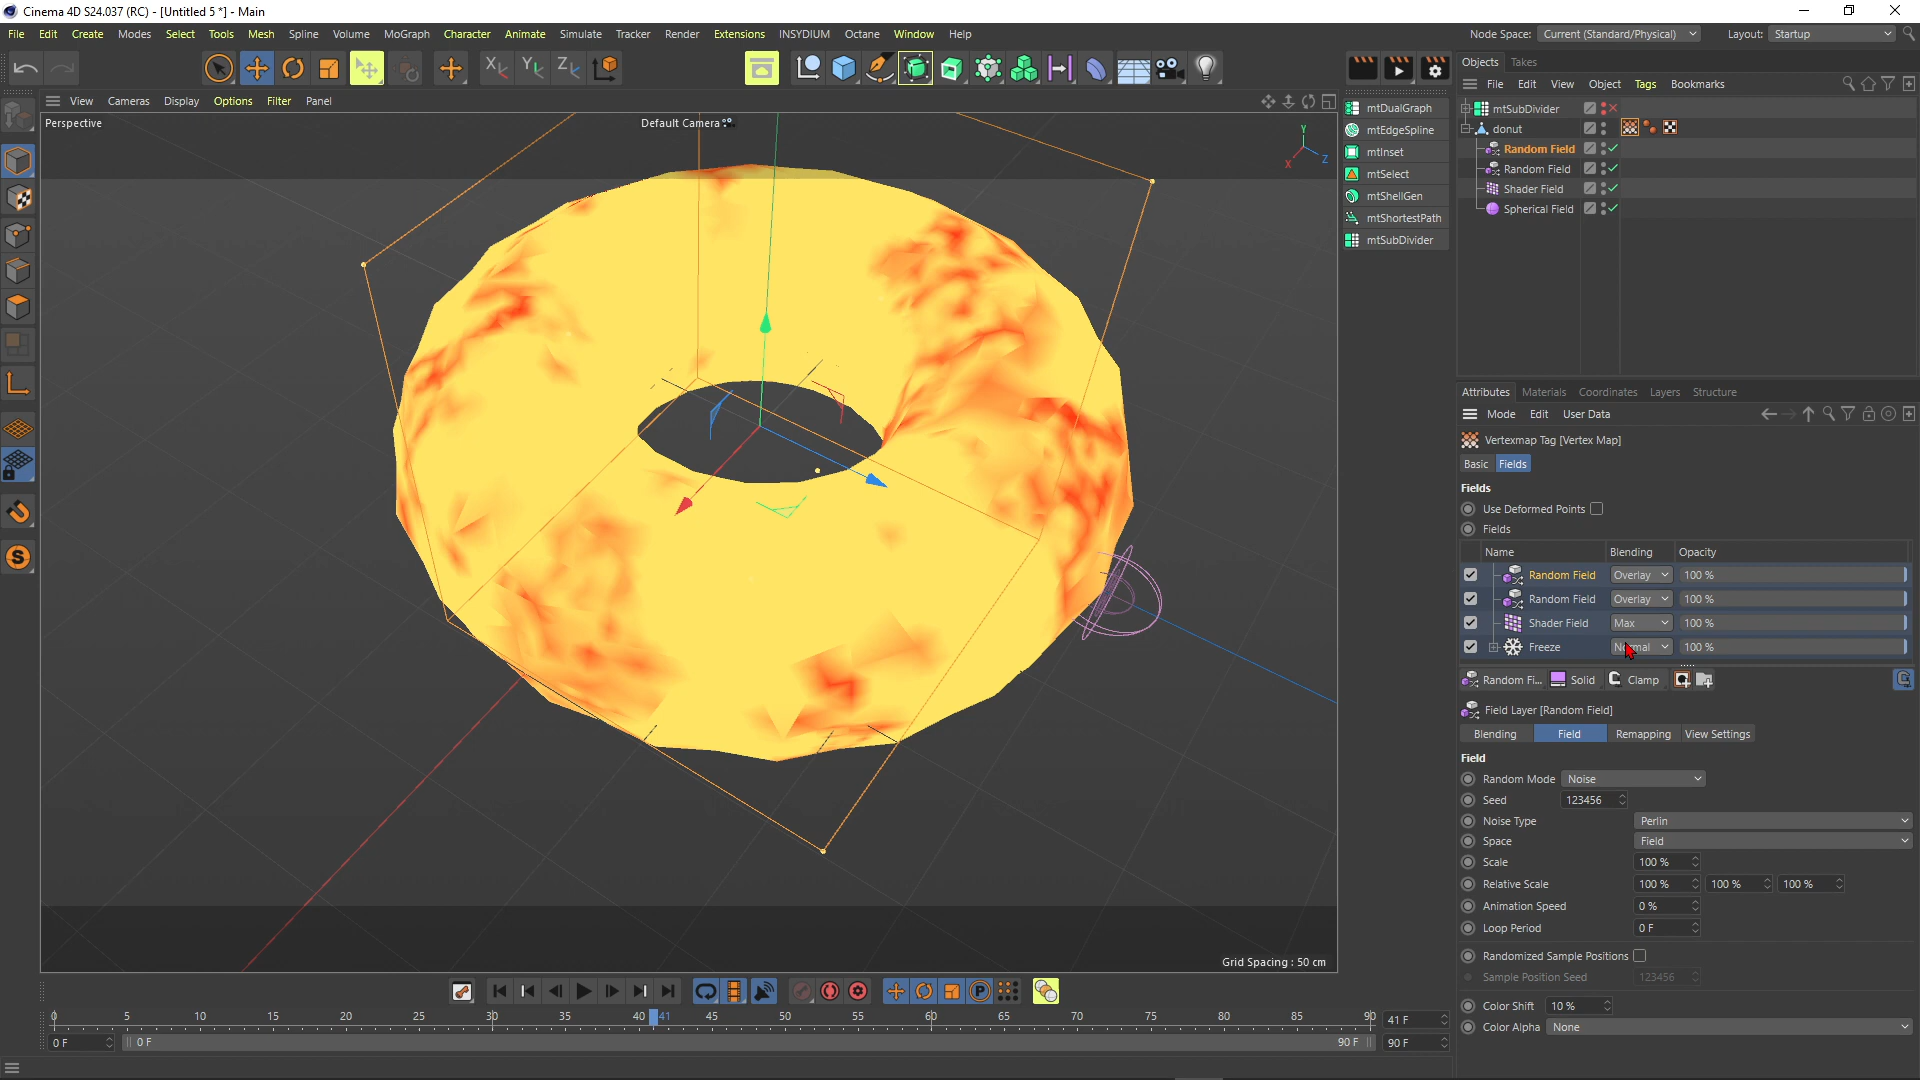 Cinema 4D S24.037 (RC) - [Untitled 5 *] - Main
File Edit Create Modes Select Tools Mesh Spline Volume MoGraph Character Animate Simulate Tracker Render Extensions INSYDIUM Octane Window Help
Node Space: Current (Standard/Physical) Layout: Startup
View Cameras Display Options Filter Panel
Perspective
Default Camera
Y
X
Z
Grid Spacing : 50 cm
mtDualGraph
mtEdgeSpline
mtInset
mtSelect
mtShellGen
mtShortestPath
mtSubDivider
Objects Takes
File Edit View Object Tags Bookmarks
mtSubDivider
donut
Random Field
Random Field
Shader Field
Spherical Field
Attributes Materials Coordinates Layers Structure
Mode Edit User Data
Vertexmap Tag [Vertex Map]
Basic Fields
Fields
Use Deformed Points
Fields
Name Blending Opacity
Random Field Overlay 100 %
Random Field Overlay 100 %
Shader Field Max 100 %
Freeze Normal 100 %
Random Fi... Solid Clamp
Field Layer [Random Field]
Blending Field Remapping View Settings
Field
Random Mode Noise
Seed 123456
Noise Type Perlin
Space Field
Scale 100 %
Relative Scale 100 % 100 % 100 %
Animation Speed 0 %
Loop Period 0 F
Randomized Sample Positions
Sample Position Seed 123456
Color Shift 10 %
Color Alpha None
0 5 10 15 20 25 30 35 40 41 45 50 55 60 65 70 75 80 85 90 41 F
0 F 0 F 90 F 90 F